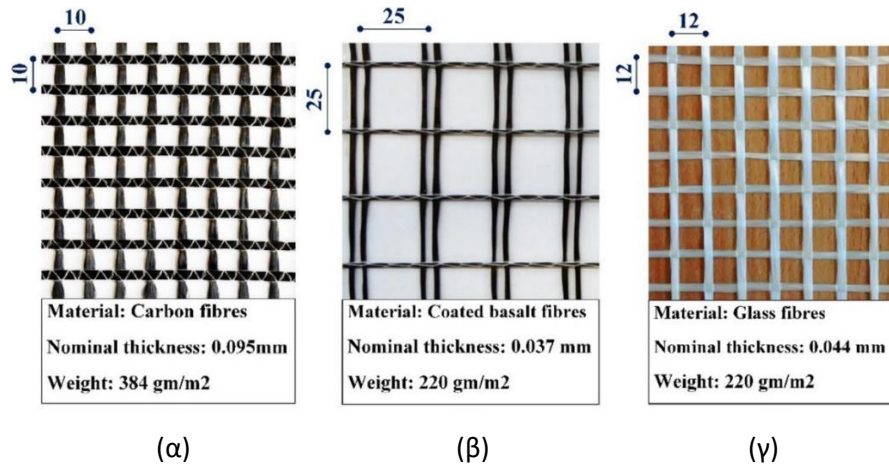 10
10
Material: Carbon fibres
Nominal thickness: 0.095mm
Weight: 384 gm/m2
(α)
25
25
Material: Coated basalt fibres
Nominal thickness: 0.037 mm
Weight: 220 gm/m2
(β)
12
12
Material: Glass fibres
Nominal thickness: 0.044 mm
Weight: 220 gm/m2
(γ)